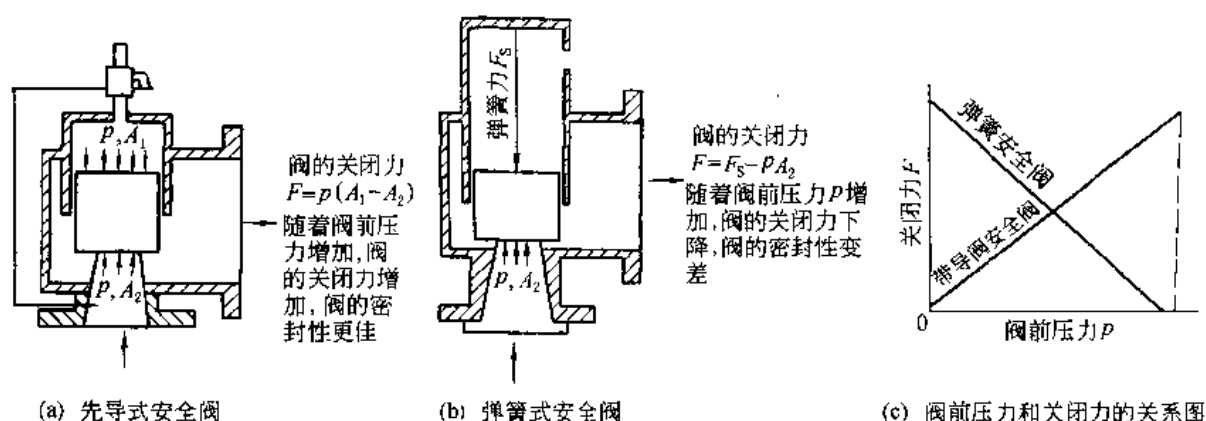 p, A₁
p, A₂
阀的关闭力
F=p(A₁-A₂)
随着阀前压
力增加,阀
的关闭力增
加, 阀的密
封性更佳
(a) 先导式安全阀
弹簧力Fs
p, A₂
阀的关闭力
F=Fs-pA₂
随着阀前压力p增
加,阀的关闭力下
降,阀的密封性变
差
(b) 弹簧式安全阀
关闭力F
弹簧安全阀
带导阀安全阀
0
阀前压力p
(c) 阀前压力和关闭力的关系图